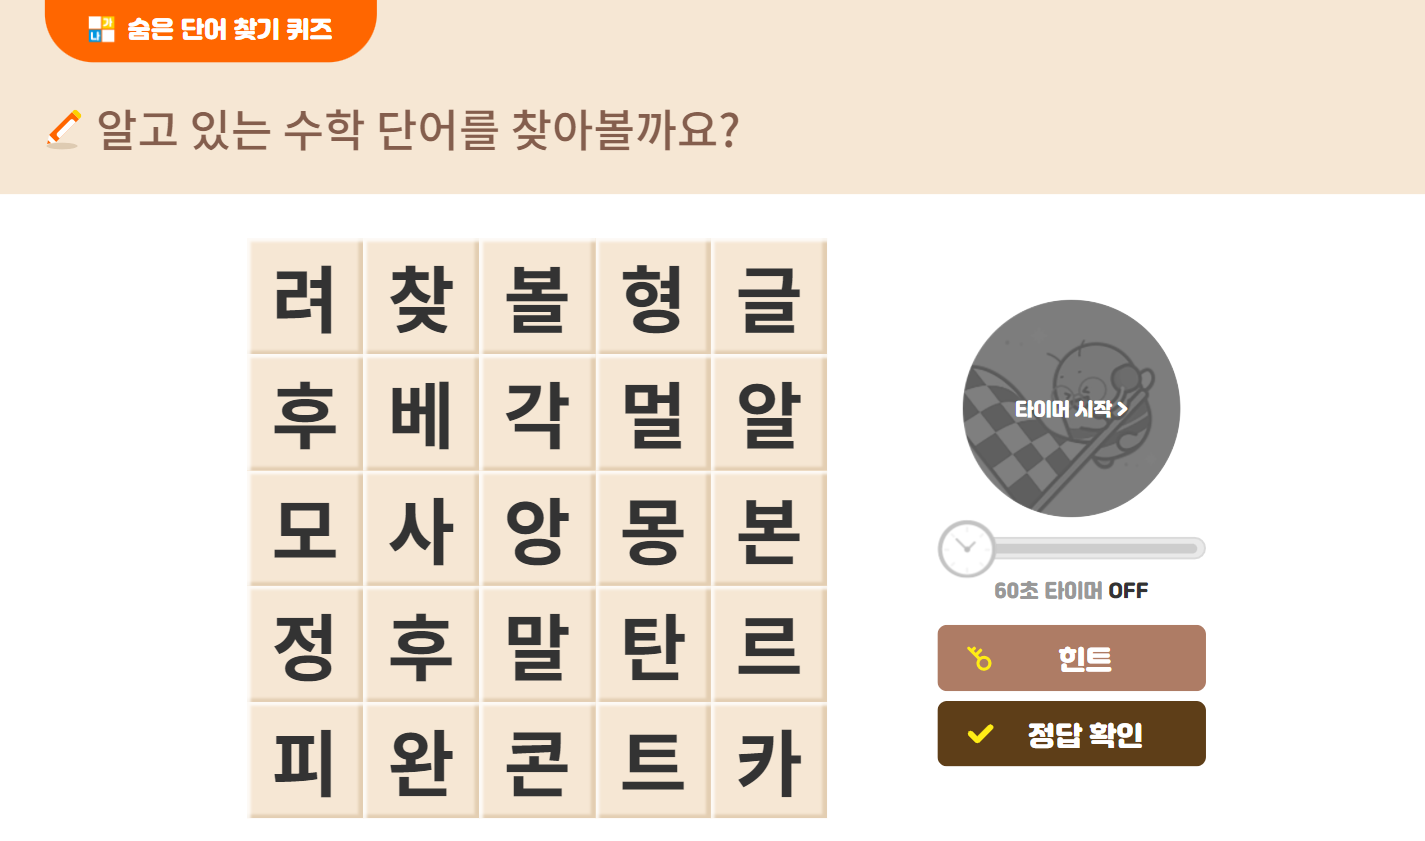 가
나
숨은 단어 찾기 퀴즈
알고 있는 수학 단어를 찾아볼까요?
려 찾 볼 형 글
후 베 각 멀 알
모 사 앙 몽 본
정 후 말 탄 르
피 완 콘 트 카
타이머 시작 >
60초 타이머 OFF
힌트
정답 확인